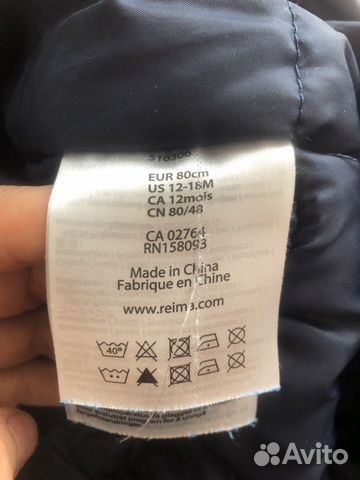 510306
EUR 80cm
US 12-18M
CA 12mois
CN 80/48
CA 02764
RN158093
Made in China
Fabrique en Chine
www.reima.com
40°
Avito